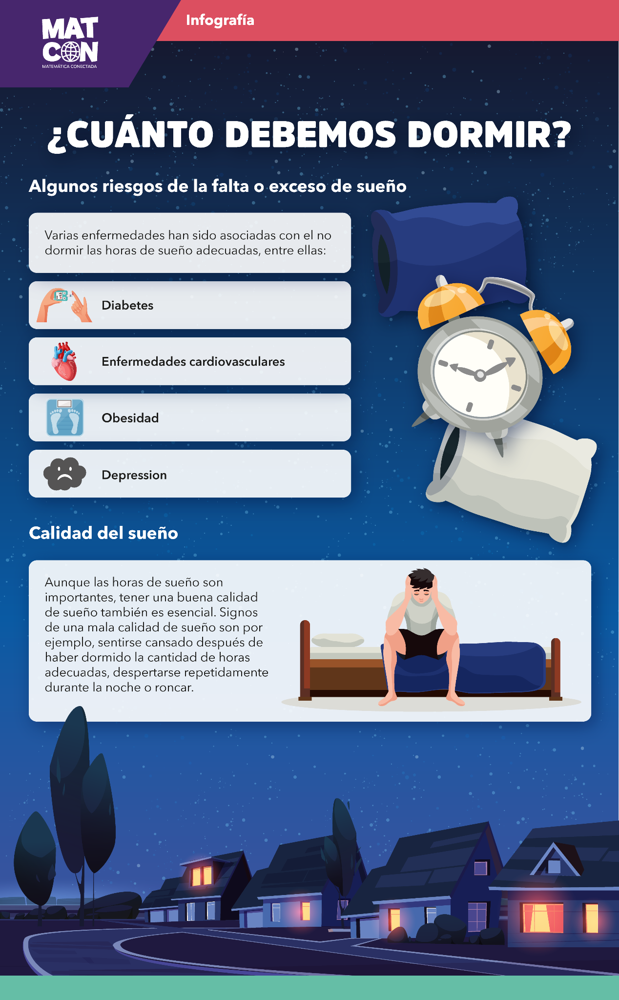 MAT
CON
MATEMÁTICA CONECTADA
Infografía
¿CUÁNTO DEBEMOS DORMIR?
Algunos riesgos de la falta o exceso de sueño
Varias enfermedades han sido asociadas con el no
dormir las horas de sueño adecuadas, entre ellas:
Diabetes
Enfermedades cardiovasculares
Obesidad
Depression
Calidad del sueño
Aunque las horas de sueño son
importantes, tener una buena calidad
de sueño también es esencial. Signos
de una mala calidad de sueño son por
ejemplo, sentirse cansado después de
haber dormido la cantidad de horas
adecuadas, despertarse repetidamente
durante la noche o roncar.